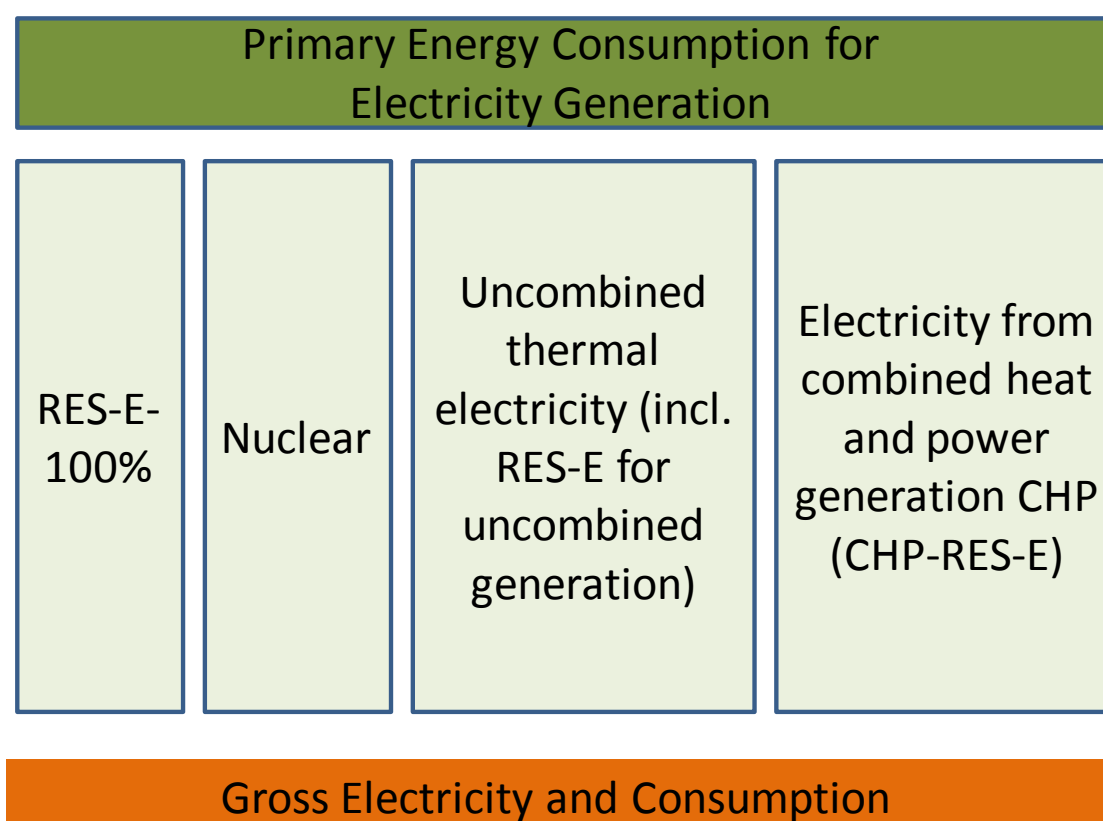 Primary Energy Consumption for
Electricity Generation
RES-E-
100%
Nuclear
Uncombined
thermal
electricity (incl.
RES-E for
uncombined
generation)
Electricity from
combined heat
and power
generation CHP
(CHP-RES-E)
Gross Electricity and Consumption